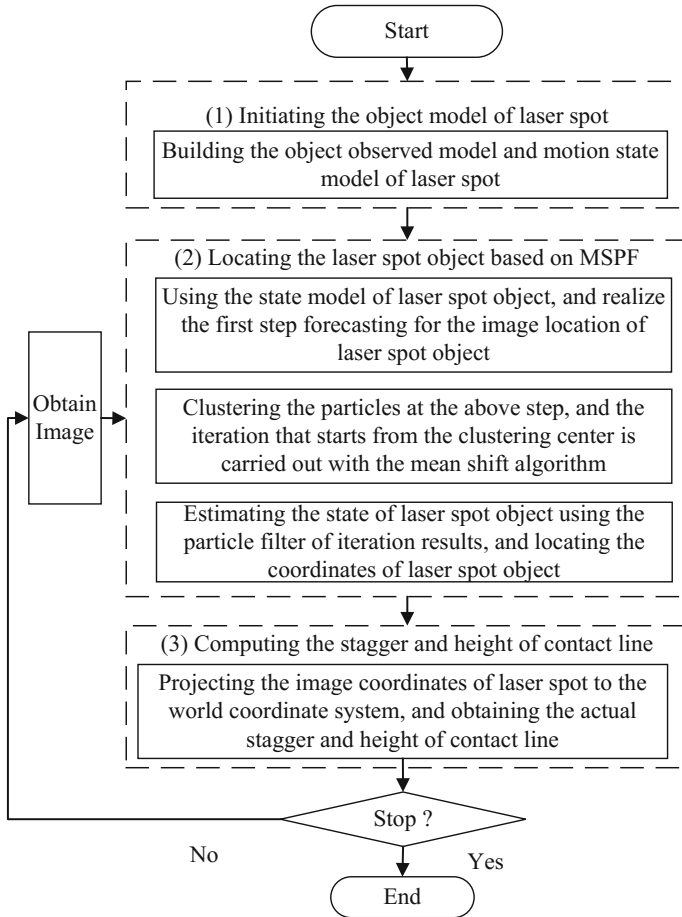 Start
(1) Initiating the object model of laser spot
Building the object observed model and motion state
model of laser spot
(2) Locating the laser spot object based on MSPF
Using the state model of laser spot object, and realize
the first step forecasting for the image location of
laser spot object
Obtain
Image
Clustering the particles at the above step, and the
iteration that starts from the clustering center is
carried out with the mean shift algorithm
Estimating the state of laser spot object using the
particle filter of iteration results, and locating the
coordinates of laser spot object
(3) Computing the stagger and height of contact line
Projecting the image coordinates of laser spot to the
world coordinate system, and obtaining the actual
stagger and height of contact line
Stop ?
No
Yes
End